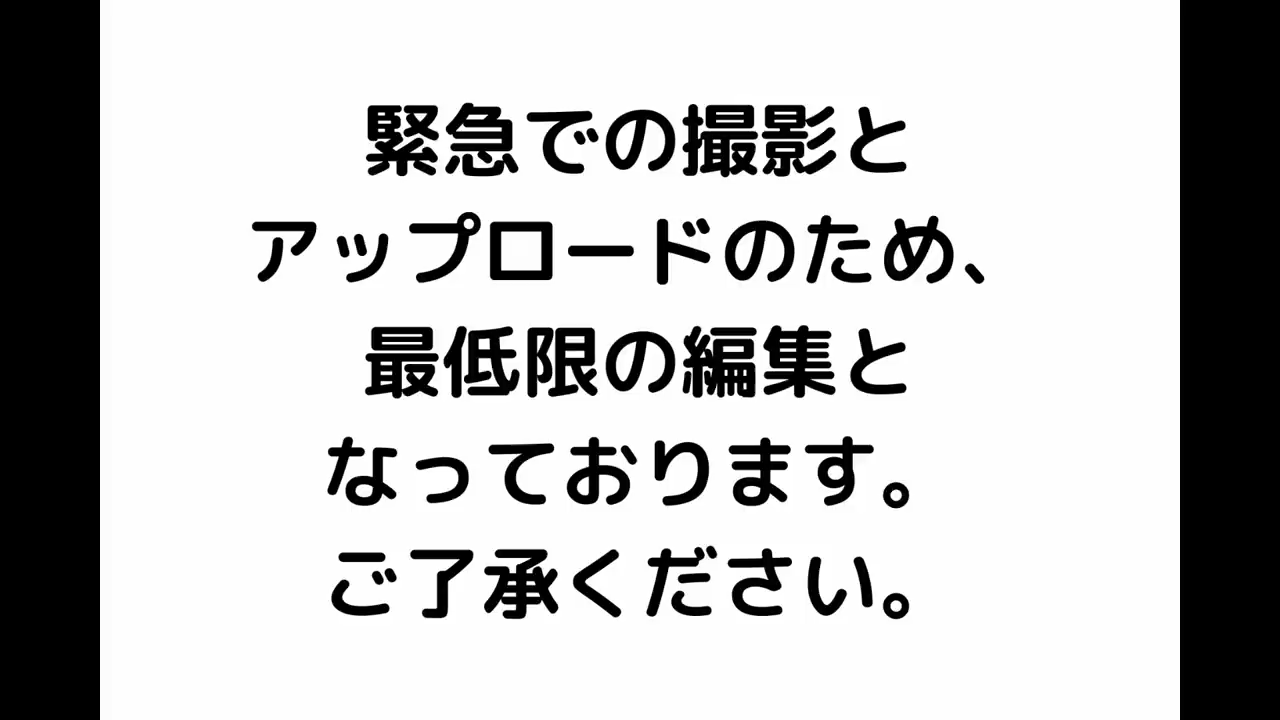 緊急での撮影と
アップロードのため、
最低限の編集と
なっております。
ご了承ください。